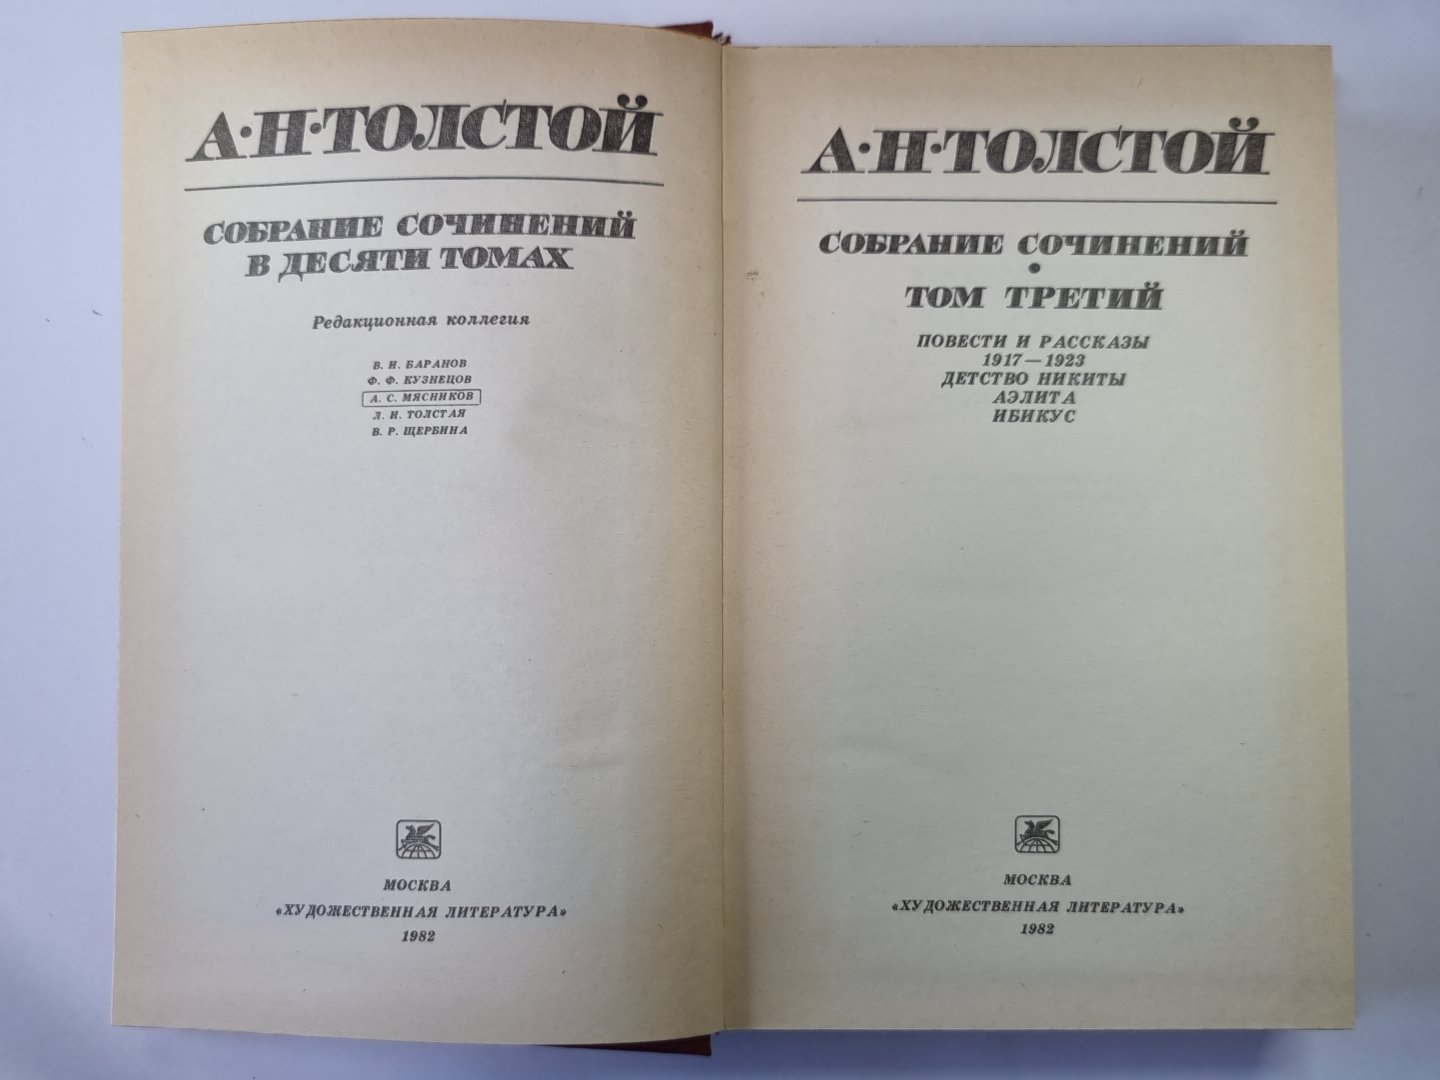 А·Н·ТОЛСТОЙ
СОБРАНИЕ СОЧИНЕНИЙ
В ДЕСЯТИ ТОМАХ
Редакционная коллегия
В. Н. БАРАНОВ
Ф. Ф. КУЗНЕЦОВ
А. С. МЯСНИКОВ
Л. И. ТОЛСТАЯ
В. Р. ЩЕРБИНА
МОСКВА
«ХУДОЖЕСТВЕННАЯ ЛИТЕРАТУРА»
1982
А·Н·ТОЛСТОЙ
СОБРАНИЕ СОЧИНЕНИЙ
•
ТОМ ТРЕТИЙ
ПОВЕСТИ И РАССКАЗЫ
1917—1923
ДЕТСТВО НИКИТЫ
АЭЛИТА
ИБИКУС
МОСКВА
«ХУДОЖЕСТВЕННАЯ ЛИТЕРАТУРА»
1982